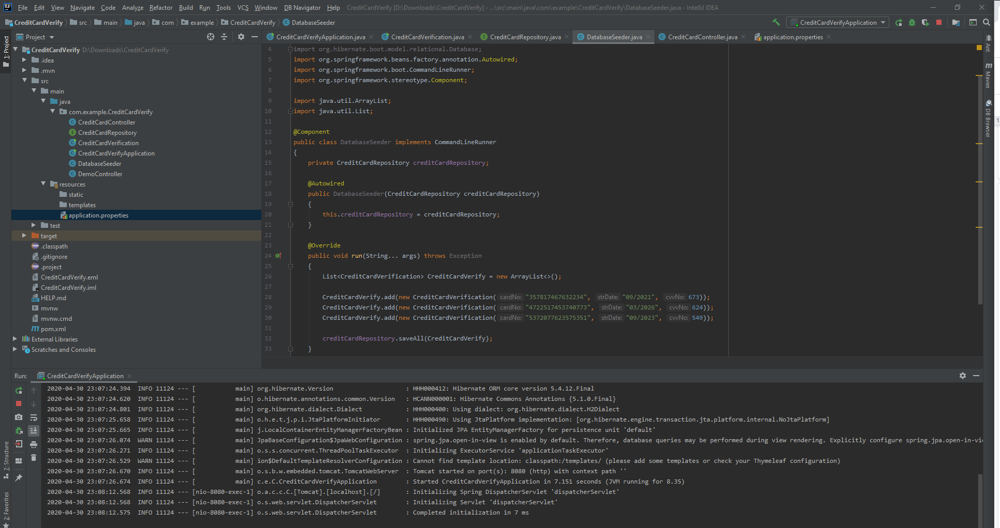 File Edit View Navigate Code Analyze Refactor Build Run Tools VCS Window DB Navigator Help CreditCardVerify [D:\Downloads\CreditCardVerify] - ...\src\main\java\com\example\CreditCardVerify\DatabaseSeeder.java - IntelliJ IDEA
CreditCardVerify src main java com example CreditCardVerify DatabaseSeeder CreditCardVerifyApplication
Project
CreditCardVerifyApplication.java CreditCardVerification.java CreditCardRepository.java DatabaseSeeder.java CreditCardController.java application.properties
1: Project
CreditCardVerify D:\Downloads\CreditCardVerify
.idea
.mvn
src
main
java
com.example.CreditCardVerify
CreditCardController
CreditCardRepository
CreditCardVerification
CreditCardVerifyApplication
DatabaseSeeder
DemoController
resources
static
templates
application.properties
test
target
.classpath
.gitignore
.project
CreditCardVerify.eml
CreditCardVerify.iml
HELP.md
mvnw
mvnw.cmd
pom.xml
External Libraries
Scratches and Consoles
4 import org.hibernate.boot.model.relational.Database;
5 import org.springframework.beans.factory.annotation.Autowired;
6 import org.springframework.boot.CommandLineRunner;
7 import org.springframework.stereotype.Component;
8
9 import java.util.ArrayList;
10 import java.util.List;
11
12 @Component
13 public class DatabaseSeeder implements CommandLineRunner
14 {
15 private CreditCardRepository creditCardRepository;
16
17 @Autowired
18 public DatabaseSeeder(CreditCardRepository creditCardRepository)
19 {
20 this.creditCardRepository = creditCardRepository;
21 }
22
23 @Override
24 public void run(String... args) throws Exception
25 {
26 List<CreditCardVerification> CreditCardVerify = new ArrayList<>();
27
28 CreditCardVerify.add(new CreditCardVerification( cardNo: "357817467632234", strDate: "09/2021", cvvNo: 673));
29 CreditCardVerify.add(new CreditCardVerification( cardNo: "4722517453740773", strDate: "03/2026", cvvNo: 624));
30 CreditCardVerify.add(new CreditCardVerification( cardNo: "5372077623575351", strDate: "09/2023", cvvNo: 549));
31
32 creditCardRepository.saveAll(CreditCardVerify);
33 }
Ant
Maven
DB Browser
1
Run: CreditCardVerifyApplication
2020-04-30 23:07:24.394 INFO 11124 --- [ main] org.hibernate.Version : HHH000412: Hibernate ORM core version 5.4.12.Final
2020-04-30 23:07:24.620 INFO 11124 --- [ main] o.hibernate.annotations.common.Version : HCANN000001: Hibernate Commons Annotations {5.1.0.Final}
2020-04-30 23:07:24.801 INFO 11124 --- [ main] org.hibernate.dialect.Dialect : HHH000400: Using dialect: org.hibernate.dialect.H2Dialect
2020-04-30 23:07:25.658 INFO 11124 --- [ main] o.h.e.t.j.p.i.JtaPlatformInitiator : HHH000490: Using JtaPlatform implementation: [org.hibernate.engine.transaction.jta.platform.internal.NoJtaPlatform]
2020-04-30 23:07:25.665 INFO 11124 --- [ main] j.LocalContainerEntityManagerFactoryBean : Initialized JPA EntityManagerFactory for persistence unit 'default'
2020-04-30 23:07:26.074 WARN 11124 --- [ main] JpaBaseConfiguration$JpaWebConfiguration : spring.jpa.open-in-view is enabled by default. Therefore, database queries may be performed during view rendering. Explicitly configure spring.jpa.open-in-vi
2020-04-30 23:07:26.271 INFO 11124 --- [ main] o.s.s.concurrent.ThreadPoolTaskExecutor : Initializing ExecutorService 'applicationTaskExecutor'
2020-04-30 23:07:26.529 WARN 11124 --- [ main] ion$DefaultTemplateResolverConfiguration : Cannot find template location: classpath:/templates/ (please add some templates or check your Thymeleaf configuration)
2020-04-30 23:07:26.670 INFO 11124 --- [ main] o.s.b.w.embedded.tomcat.TomcatWebServer : Tomcat started on port(s): 8080 (http) with context path ''
2020-04-30 23:07:26.674 INFO 11124 --- [ main] c.e.C.CreditCardVerifyApplication : Started CreditCardVerifyApplication in 7.151 seconds (JVM running for 8.35)
2020-04-30 23:08:12.568 INFO 11124 --- [nio-8080-exec-1] o.a.c.c.C.[Tomcat].[localhost].[/] : Initializing Spring DispatcherServlet 'dispatcherServlet'
2020-04-30 23:08:12.568 INFO 11124 --- [nio-8080-exec-1] o.s.web.servlet.DispatcherServlet : Initializing Servlet 'dispatcherServlet'
2020-04-30 23:08:12.575 INFO 11124 --- [nio-8080-exec-1] o.s.web.servlet.DispatcherServlet : Completed initialization in 7 ms
7: Structure
2: Favorites